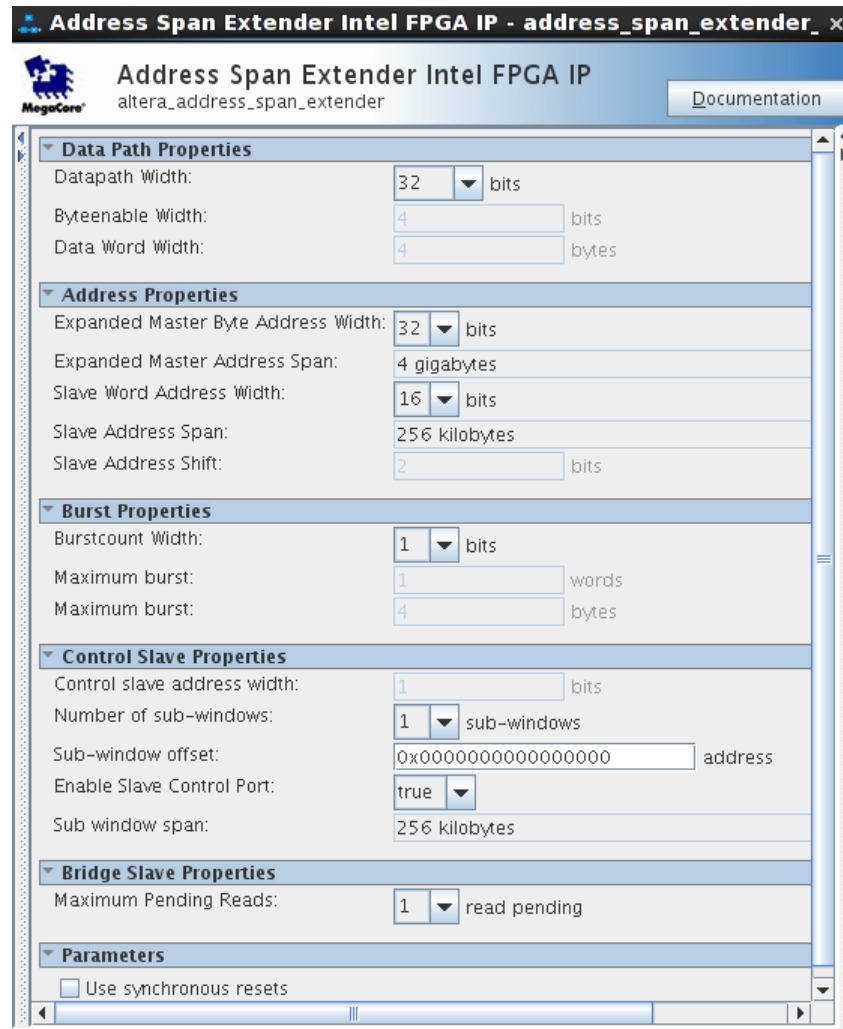 Address Span Extender Intel FPGA IP - address_span_extender_ ×
Address Span Extender Intel FPGA IP
altera_address_span_extender
MegaCore®
Documentation
Data Path Properties
Datapath Width: 32 bits
Byteenable Width: 4 bits
Data Word Width: 4 bytes
Address Properties
Expanded Master Byte Address Width: 32 bits
Expanded Master Address Span: 4 gigabytes
Slave Word Address Width: 16 bits
Slave Address Span: 256 kilobytes
Slave Address Shift: 2 bits
Burst Properties
Burstcount Width: 1 bits
Maximum burst: 1 words
Maximum burst: 4 bytes
Control Slave Properties
Control slave address width: 1 bits
Number of sub-windows: 1 sub-windows
Sub-window offset: 0x0000000000000000 address
Enable Slave Control Port: true
Sub window span: 256 kilobytes
Bridge Slave Properties
Maximum Pending Reads: 1 read pending
Parameters
Use synchronous resets